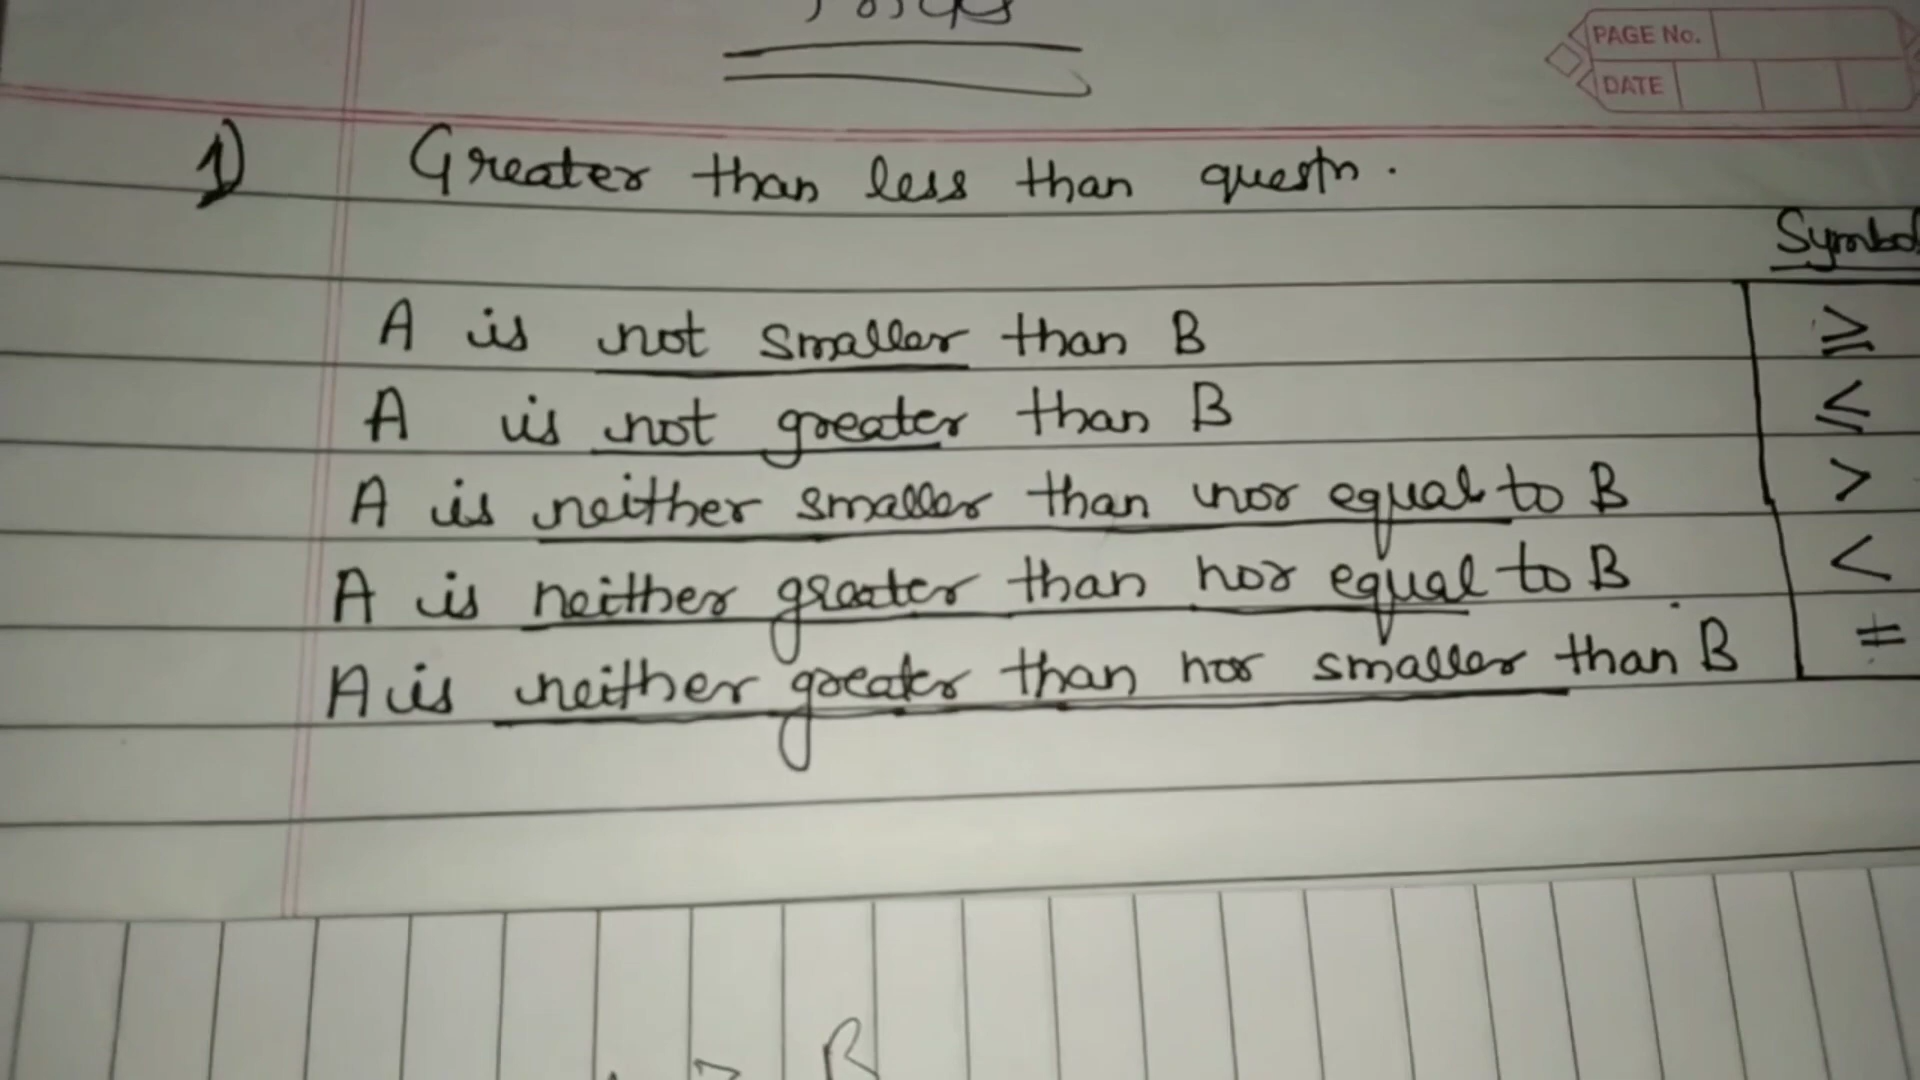 PAGE No.
DATE
1) Greater than less than questn.
Symbol
A is not smaller than B ≥
A is not greater than B ≤
A is neither smaller than nor equal to B >
A is neither greater than nor equal to B <
A is neither greater than nor smaller than B =
B